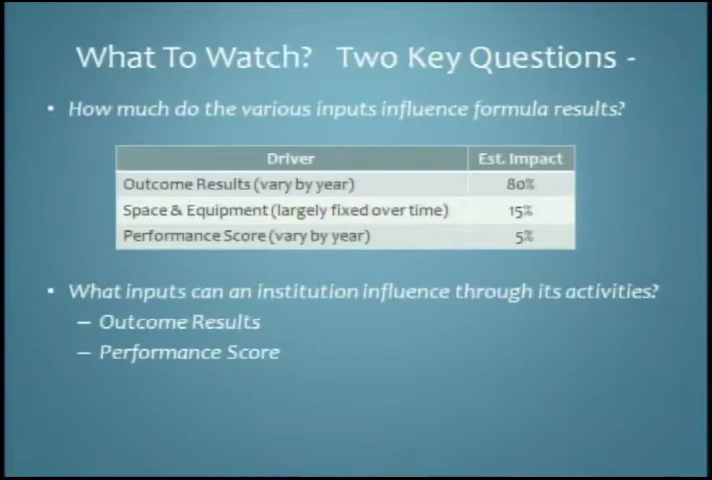 What To Watch?   Two Key Questions -
• How much do the various inputs influence formula results?
Driver Est. Impact
Outcome Results (vary by year) 80%
Space & Equipment (largely fixed over time) 15%
Performance Score (vary by year) 5%
• What inputs can an institution influence through its activities?
– Outcome Results
– Performance Score